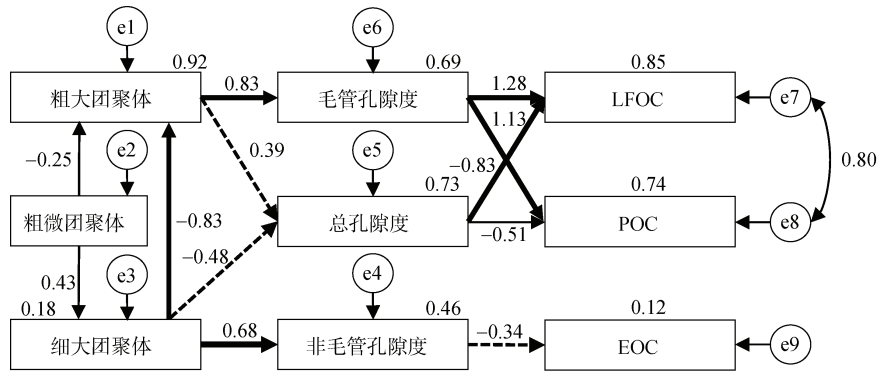 e1
e6
0.92
0.69
0.85
粗大团聚体
0.83
毛管孔隙度
1.28
LFOC
e7
1.13
−0.25
e2
0.39
e5
−0.83
0.80
0.73
0.74
粗微团聚体
−0.83
总孔隙度
−0.51
POC
e8
−0.48
0.43
e3
e4
0.18
0.46
0.12
细大团聚体
0.68
非毛管孔隙度
−0.34
EOC
e9